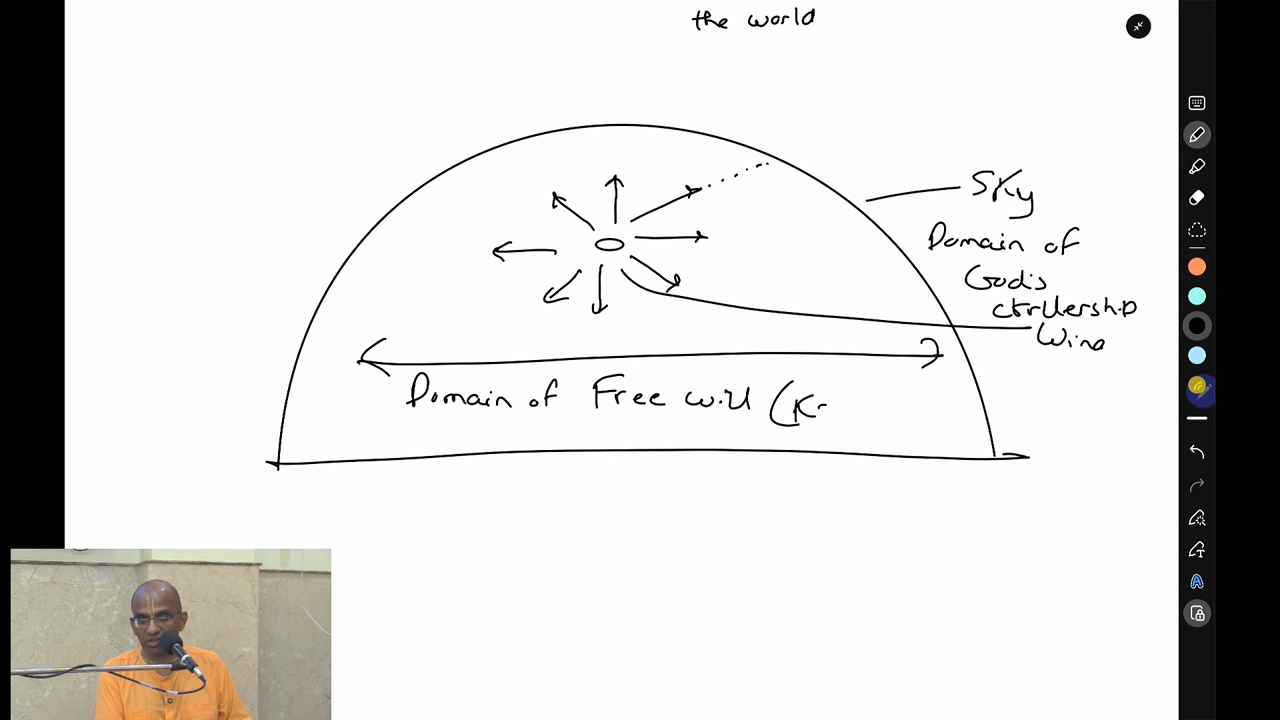 the world
Sky
Domain of
God's
ctrllership
Wind
Domain of Free will (K